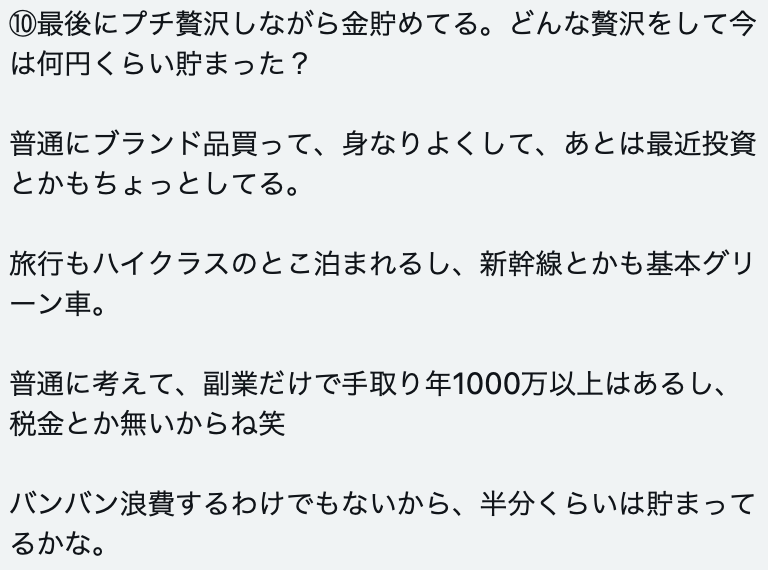 ⑩最後にプチ贅沢しながら金貯めてる。どんな贅沢をして今
は何円くらい貯まった？
普通にブランド品買って、身なりよくして、あとは最近投資
とかもちょっとしてる。
旅行もハイクラスのとこ泊まれるし、新幹線とかも基本グリ
ーン車。
普通に考えて、副業だけで手取り年1000万以上はあるし、
税金とか無いからね笑
バンバン浪費するわけでもないから、半分くらいは貯まって
るかな。